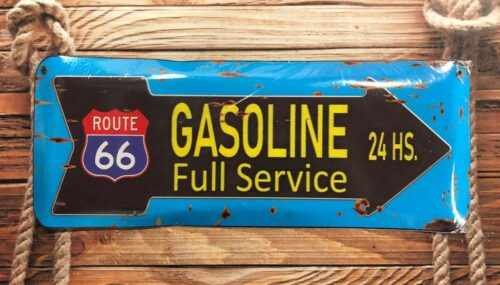 ROUTE
66
GASOLINE
Full Service
24 HS.